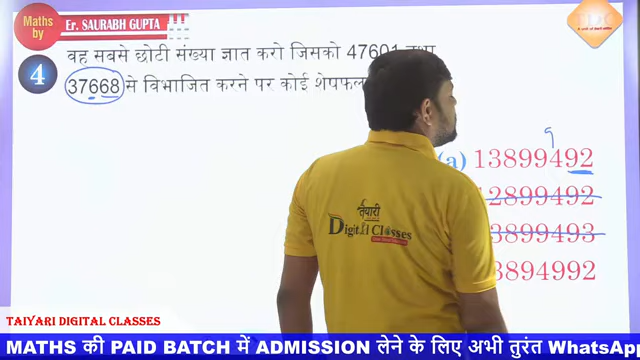 Maths
by
Er. SAURABH GUPTA
4
वह सबसे छोटी संख्या ज्ञात करो जिसको 47601 तथा
37668 से विभाजित करने पर कोई शेषफल
9
(a) 13899492
12899492
3899493
3894992
तैयारी
Digital Classes
TAIYARI DIGITAL CLASSES
MATHS की PAID BATCH में ADMISSION लेने के लिए अभी तुरंत WhatsApp